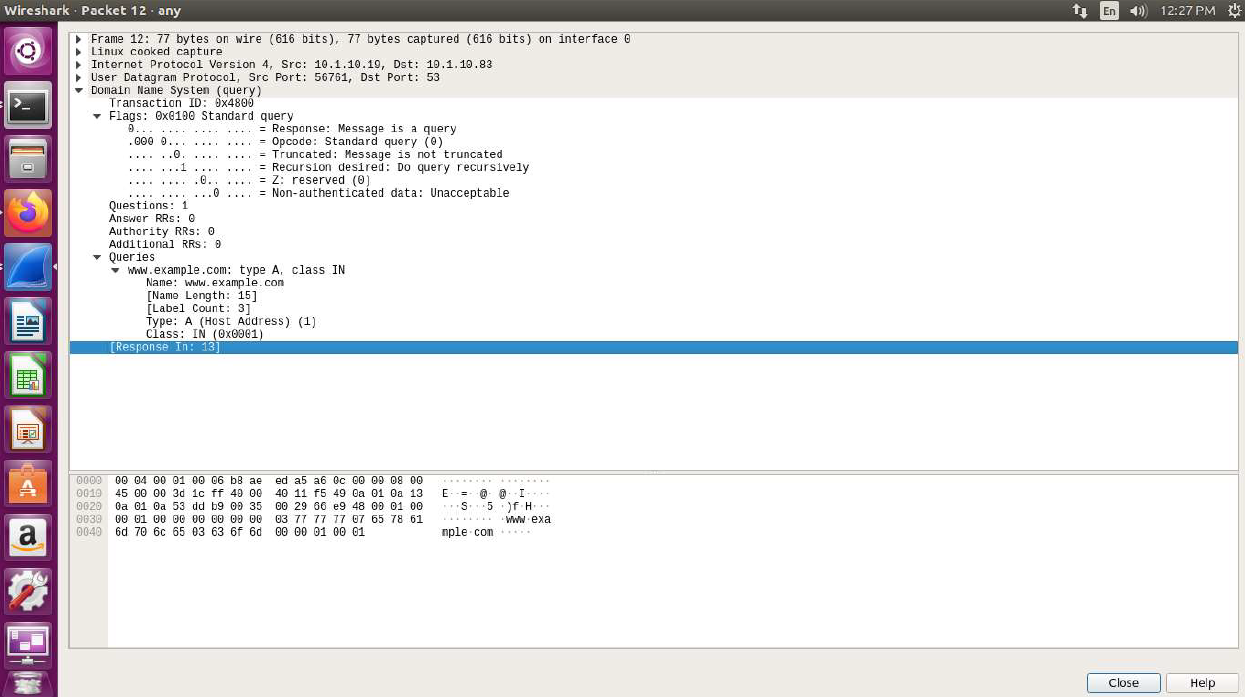 Wireshark · Packet 12 · any
En
12:27 PM
Frame 12: 77 bytes on wire (616 bits), 77 bytes captured (616 bits) on interface 0
Linux cooked capture
Internet Protocol Version 4, Src: 10.1.10.19, Dst: 10.1.10.83
User Datagram Protocol, Src Port: 56761, Dst Port: 53
Domain Name System (query)
Transaction ID: 0x4800
Flags: 0x0100 Standard query
0... .... .... .... = Response: Message is a query
.000 0... .... .... = Opcode: Standard query (0)
.... ..0. .... .... = Truncated: Message is not truncated
.... ...1 .... .... = Recursion desired: Do query recursively
.... .... .0.. .... = Z: reserved (0)
.... .... ...0 .... = Non-authenticated data: Unacceptable
Questions: 1
Answer RRs: 0
Authority RRs: 0
Additional RRs: 0
Queries
www.example.com: type A, class IN
Name: www.example.com
[Name Length: 15]
[Label Count: 3]
Type: A (Host Address) (1)
Class: IN (0x0001)
[Response In: 13]
0000 00 04 00 01 00 06 b8 ae ed a5 a6 0c 00 00 08 00 ········ ········
0010 45 00 00 3d 1c ff 40 00 40 11 f5 49 0a 01 0a 13 E··=··@· @··I····
0020 0a 01 0a 53 dd b9 00 35 00 29 66 e9 48 00 01 00 ···S···5 ·)f·H···
0030 00 01 00 00 00 00 00 00 03 77 77 77 07 65 78 61 ········ ·www·exa
0040 6d 70 6c 65 03 63 6f 6d 00 00 01 00 01 mple·com ·····
Close
Help